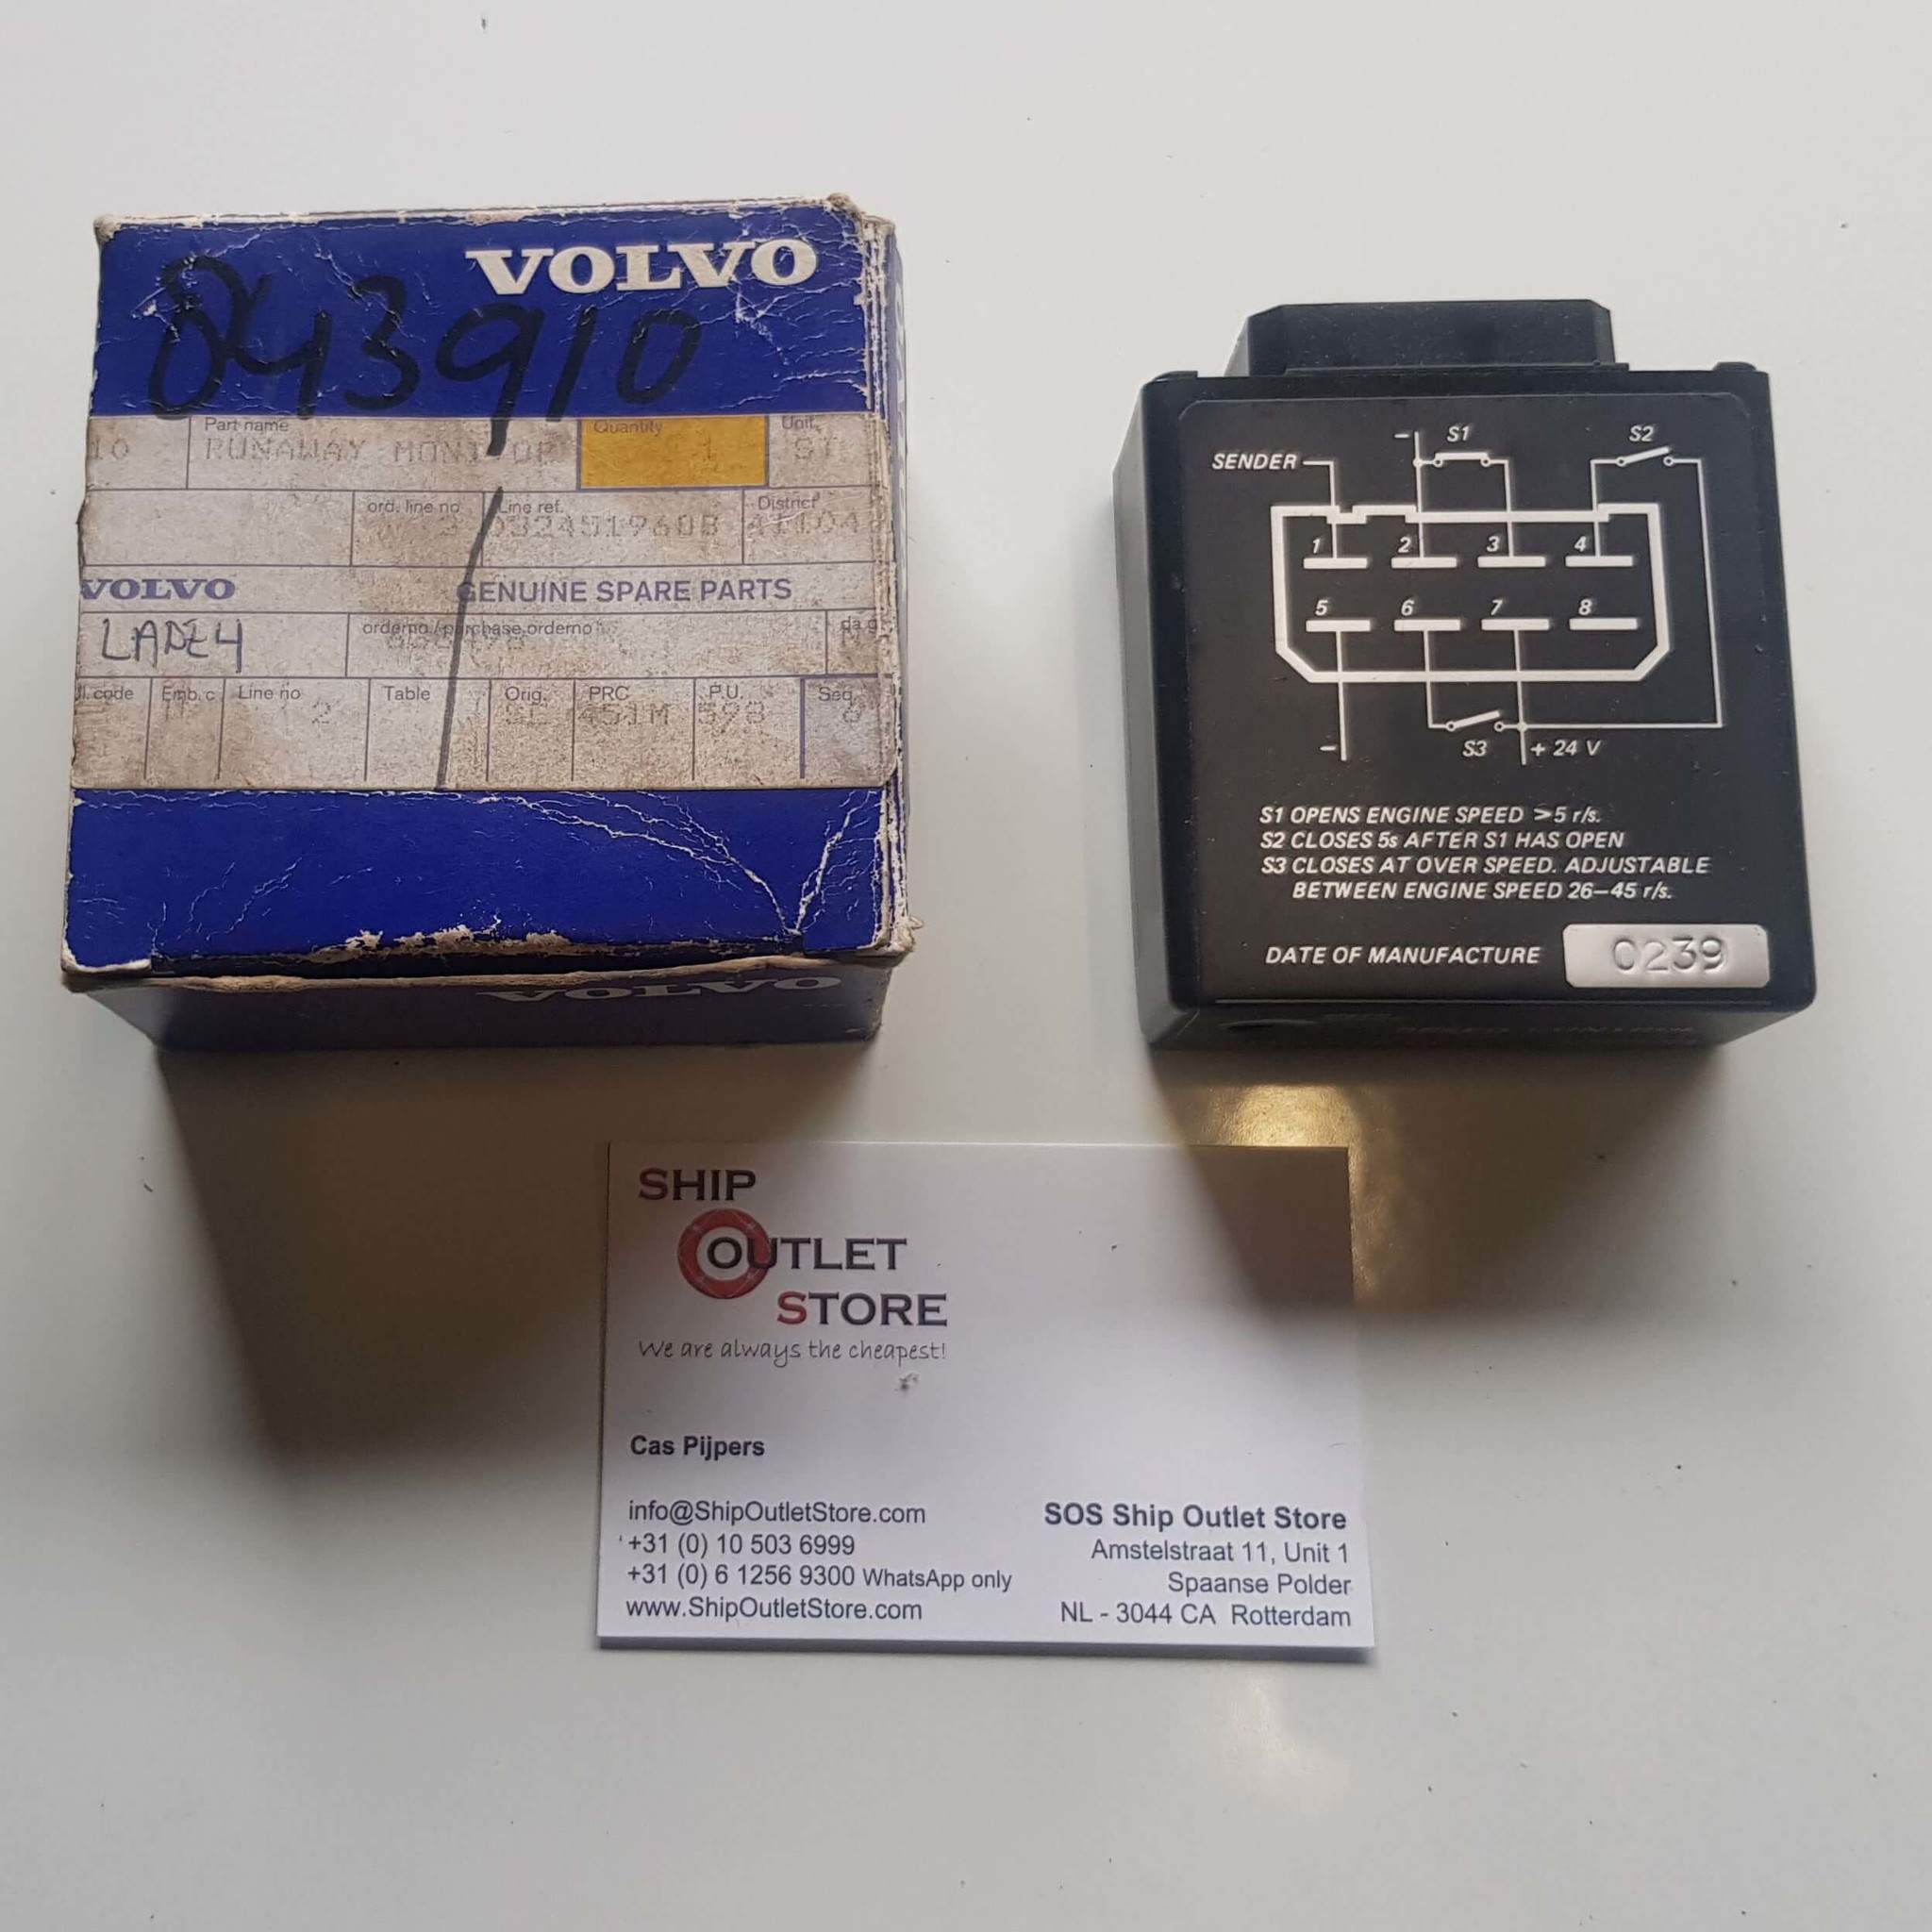 VOLVO
843910
Part name
Quantity
Unit
10
RUNAWAY MONITOR
1
ST
ord. line no
Line ref.
District
3
VOLVO
GENUINE SPARE PARTS
LADE4
orderno./purchase orderno
code
Emb.c
Line no
Table
Orig.
PRC
P.U.
Seq.
2
451M
598
VOLVO
SENDER
–
S1
S2
1
2
3
4
5
6
7
8
–
S3
+ 24 V
S1 OPENS ENGINE SPEED >5 r/s.
S2 CLOSES 5s AFTER S1 HAS OPEN
S3 CLOSES AT OVER SPEED. ADJUSTABLE
BETWEEN ENGINE SPEED 26–45 r/s.
DATE OF MANUFACTURE
0239
SHIP
OUTLET
STORE
We are always the cheapest!
Cas Pijpers
info@ShipOutletStore.com
+31 (0) 10 503 6999
+31 (0) 6 1256 9300 WhatsApp only
www.ShipOutletStore.com
SOS Ship Outlet Store
Amstelstraat 11, Unit 1
Spaanse Polder
NL - 3044 CA Rotterdam